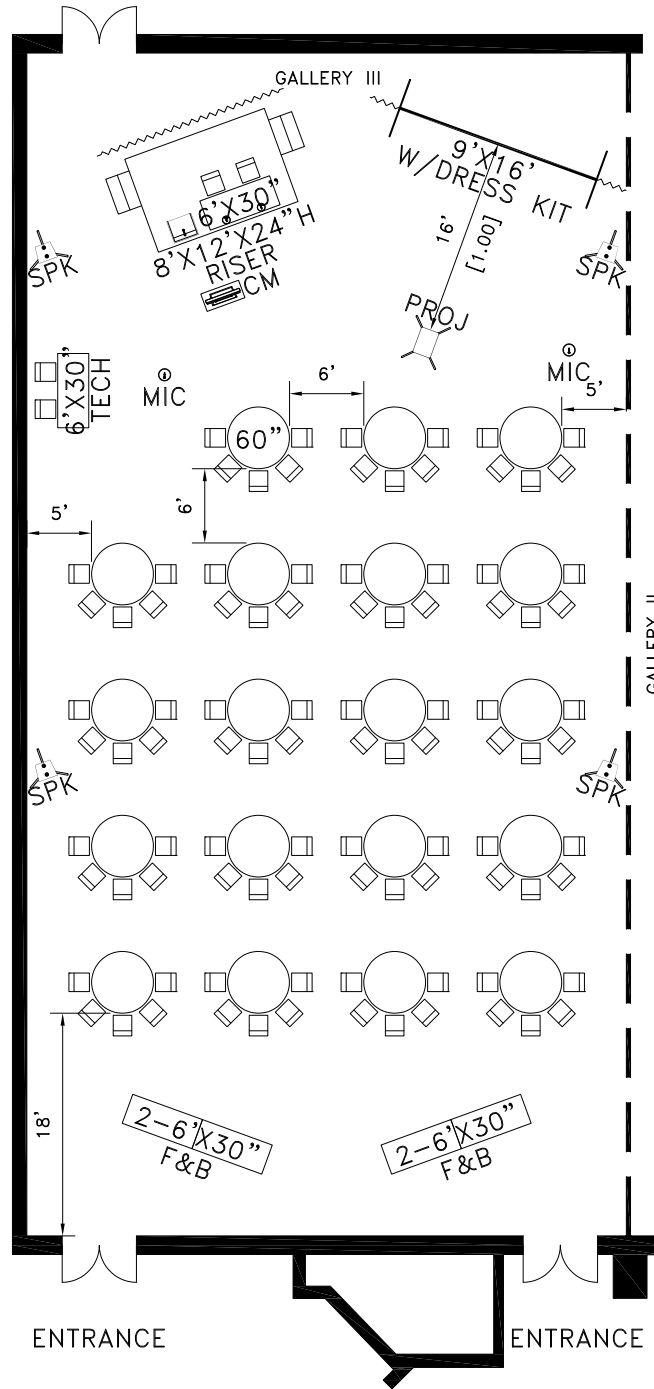 GALLERY III
9'X16'
W/DRESS KIT
6'X30"
8'X12'X24"H
RISER
CM
16'
[1.00]
SPK
SPK
PROJ
6'X30"
TECH
MIC
MIC
6'
5'
60"
6'
5'
GALLERY II
SPK
SPK
18'
2-6'X30"
F&B
2-6'X30"
F&B
ENTRANCE
ENTRANCE